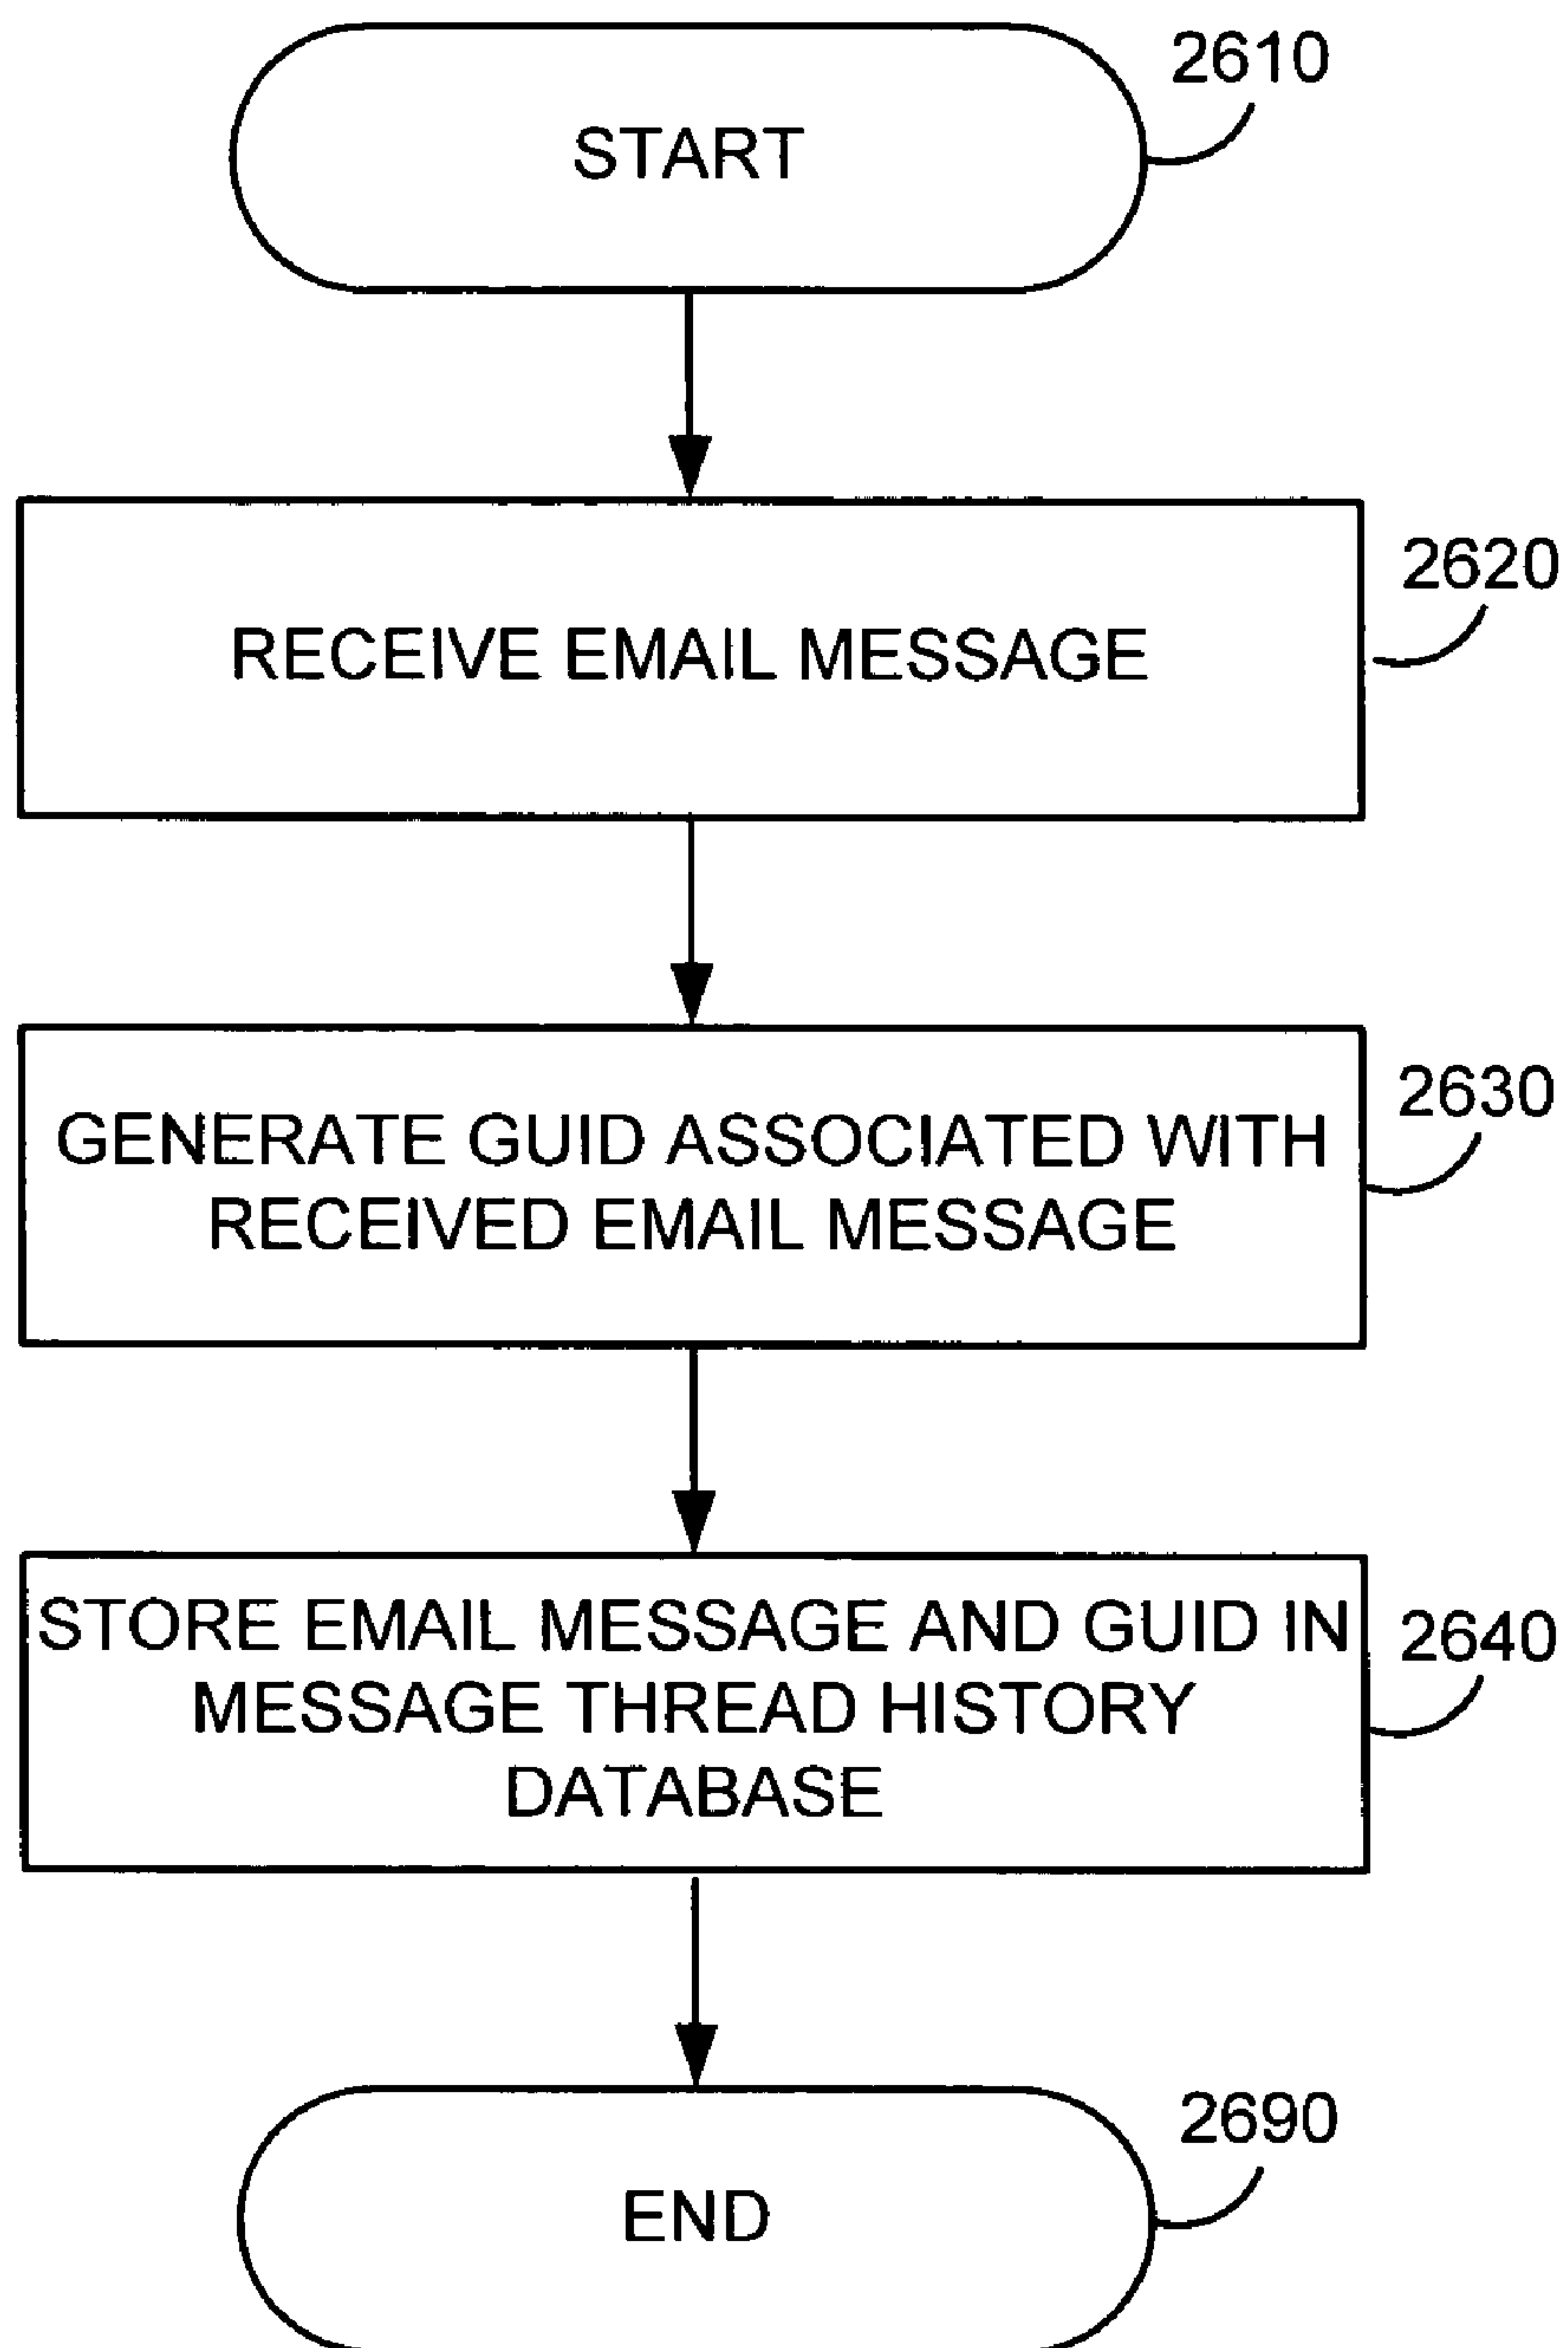 2610
START
2620
RECEIVE EMAIL MESSAGE
2630
GENERATE GUID ASSOCIATED WITH
RECEIVED EMAIL MESSAGE
2640
STORE EMAIL MESSAGE AND GUID IN
MESSAGE THREAD HISTORY
DATABASE
2690
END